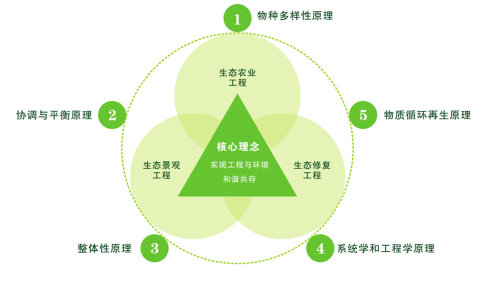 1 物种多样性原理
生态农业
工程
协调与平衡原理 2
5 物质循环再生原理
核心理念
实现工程与环境
和谐共存
生态景观
工程
生态修复
工程
整体性原理 3
4 系统学和工程学原理